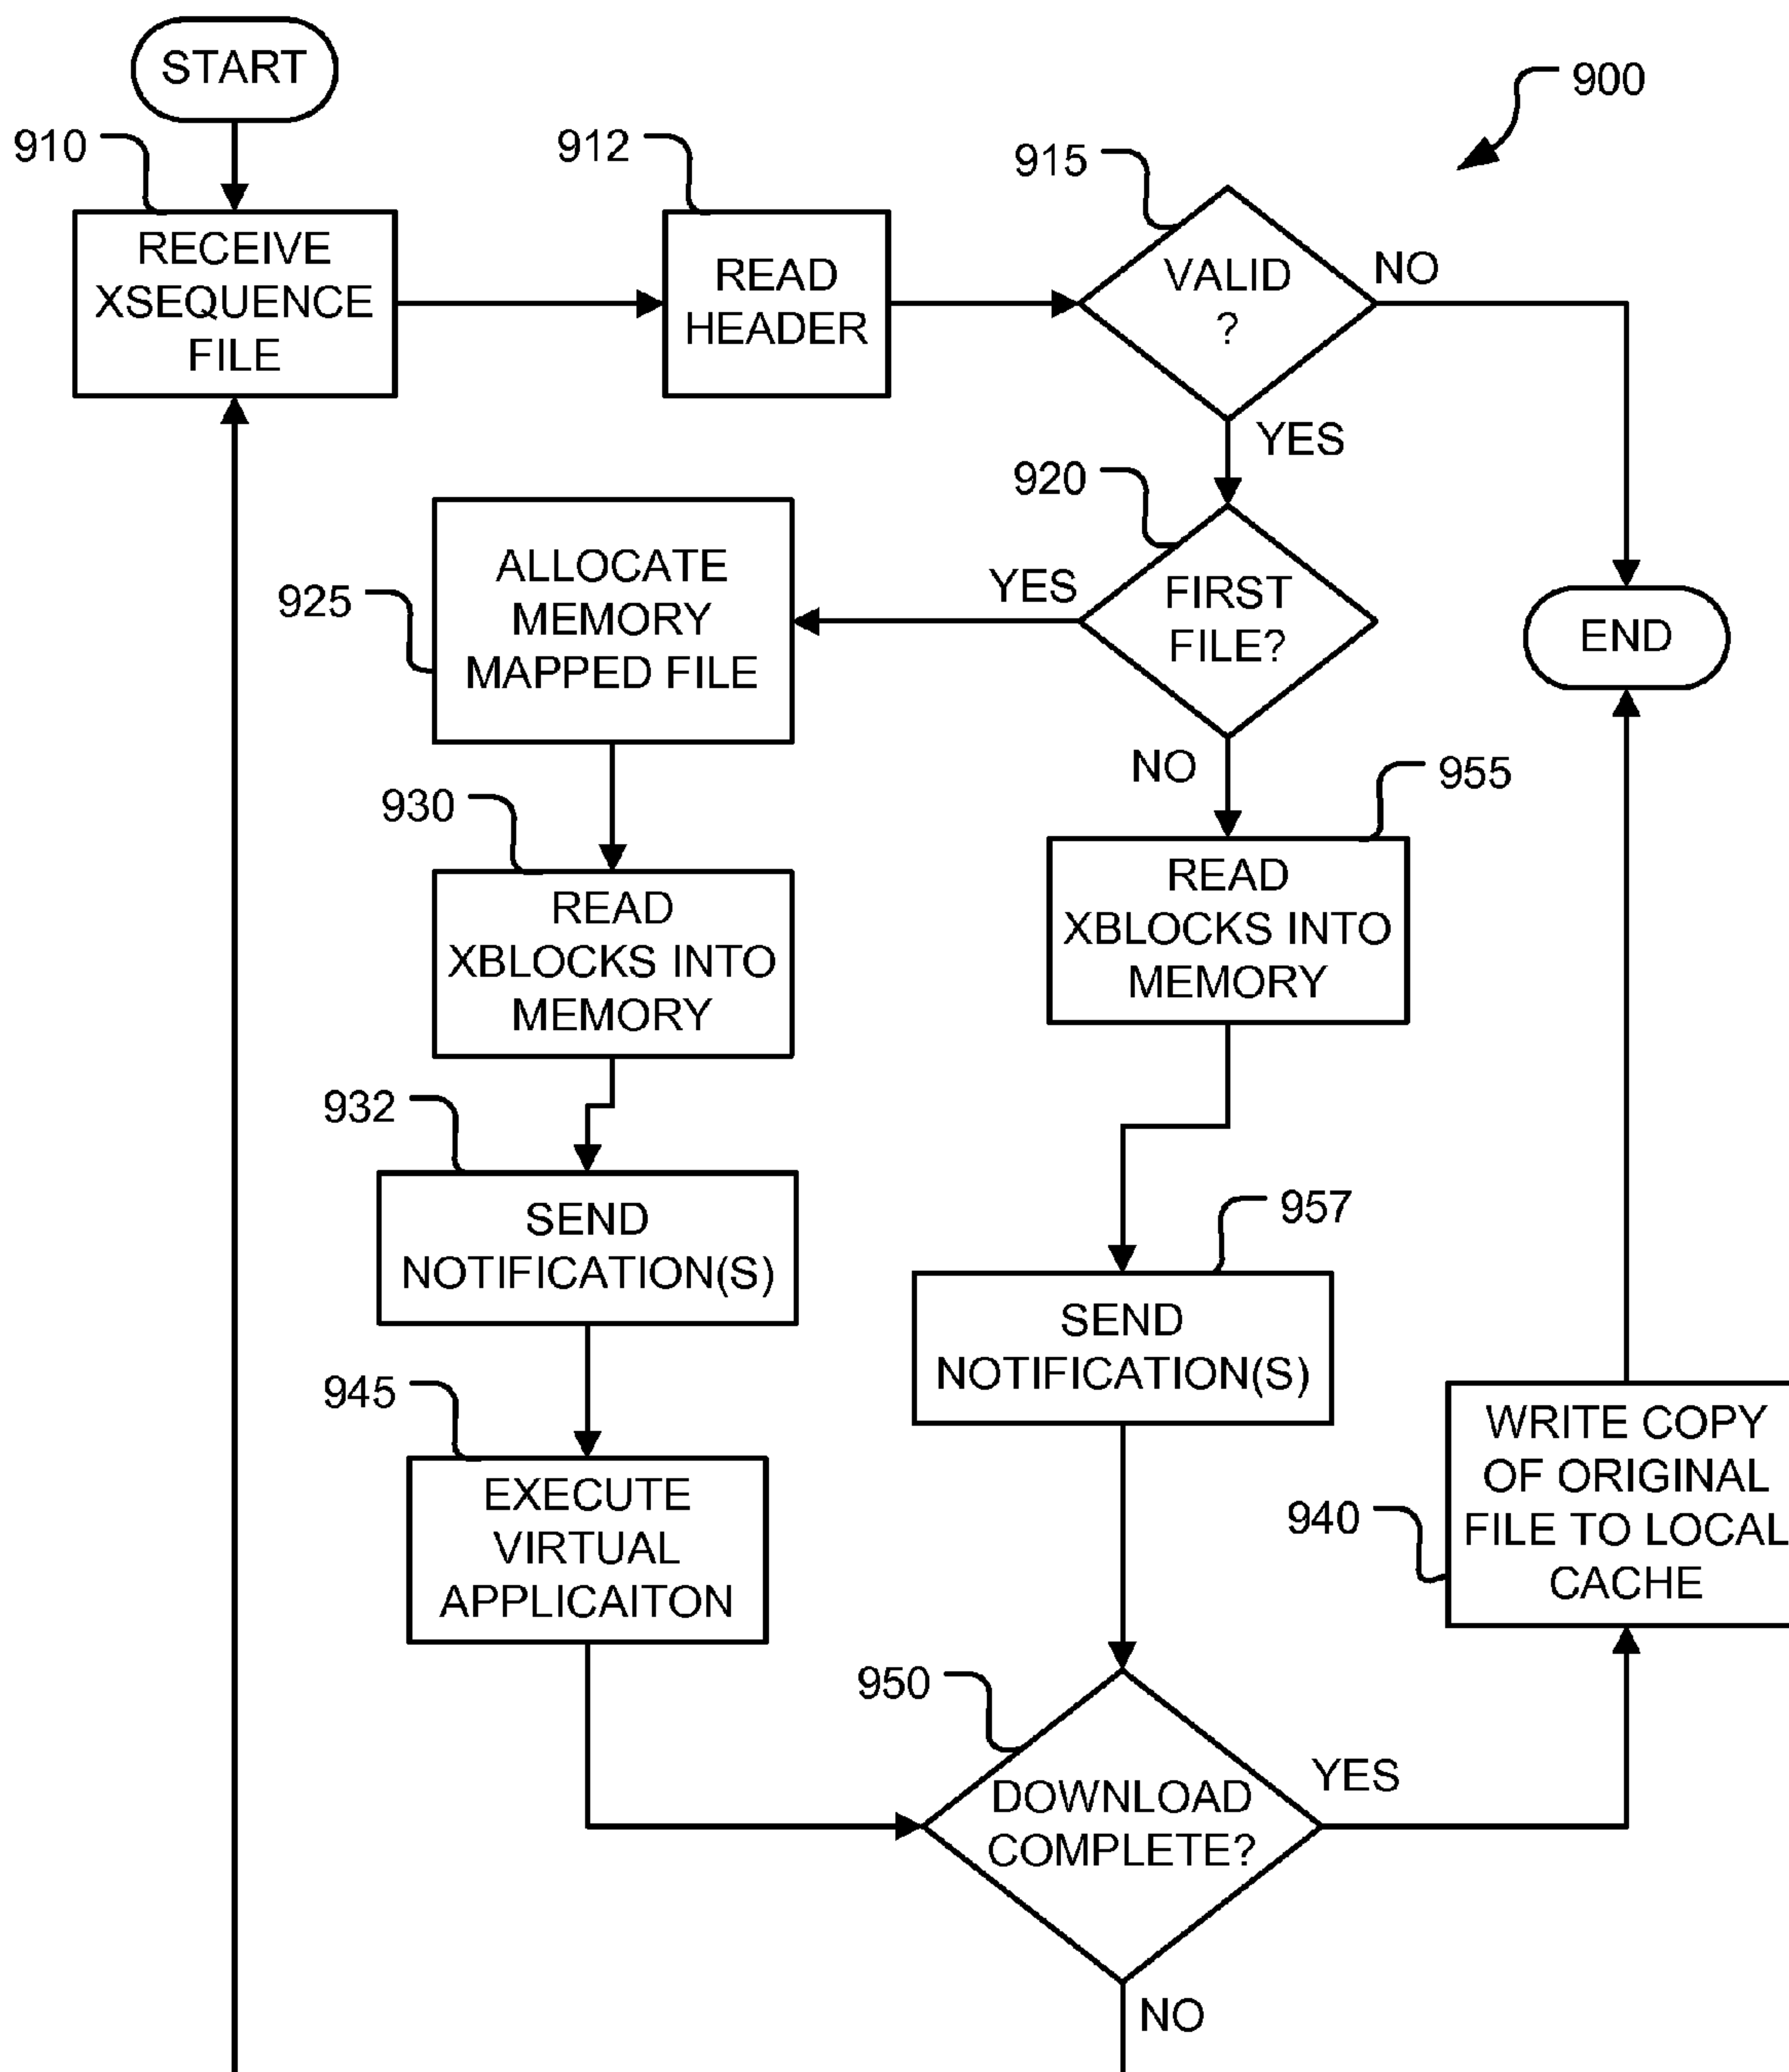 START
900
910
912
915
RECEIVE
XSEQUENCE
FILE
READ
HEADER
VALID
?
NO
YES
920
ALLOCATE
MEMORY
MAPPED FILE
925
YES
FIRST
FILE?
END
NO
955
930
READ
XBLOCKS INTO
MEMORY
READ
XBLOCKS INTO
MEMORY
932
SEND
NOTIFICATION(S)
957
SEND
NOTIFICATION(S)
945
EXECUTE
VIRTUAL
APPLICAITON
WRITE COPY
OF ORIGINAL
FILE TO LOCAL
CACHE
940
950
DOWNLOAD
COMPLETE?
YES
NO